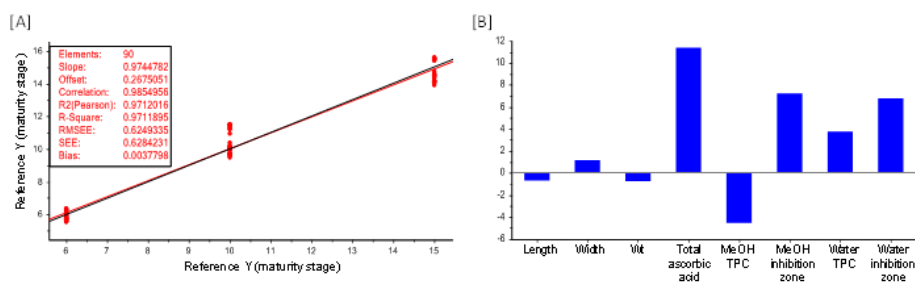 [A]
Elements: 90
Slope: 0.9744782
Offset: 0.2675051
Correlation: 0.9854956
R2(Pearson): 0.9712016
R-Square: 0.9711895
RMSEE: 0.6249335
SEE: 0.6284231
Bias: 0.0037798
Reference Y (maturity stage)
16
14
12
10
8
6
6 7 8 9 10 11 12 13 14 15
Reference Y (maturity stage)
[B]
12
10
8
6
4
2
0
-2
-4
-6
Length Width Wt Total ascorbic acid MeOH TPC MeOH inhibition zone Water TPC Water inhibition zone